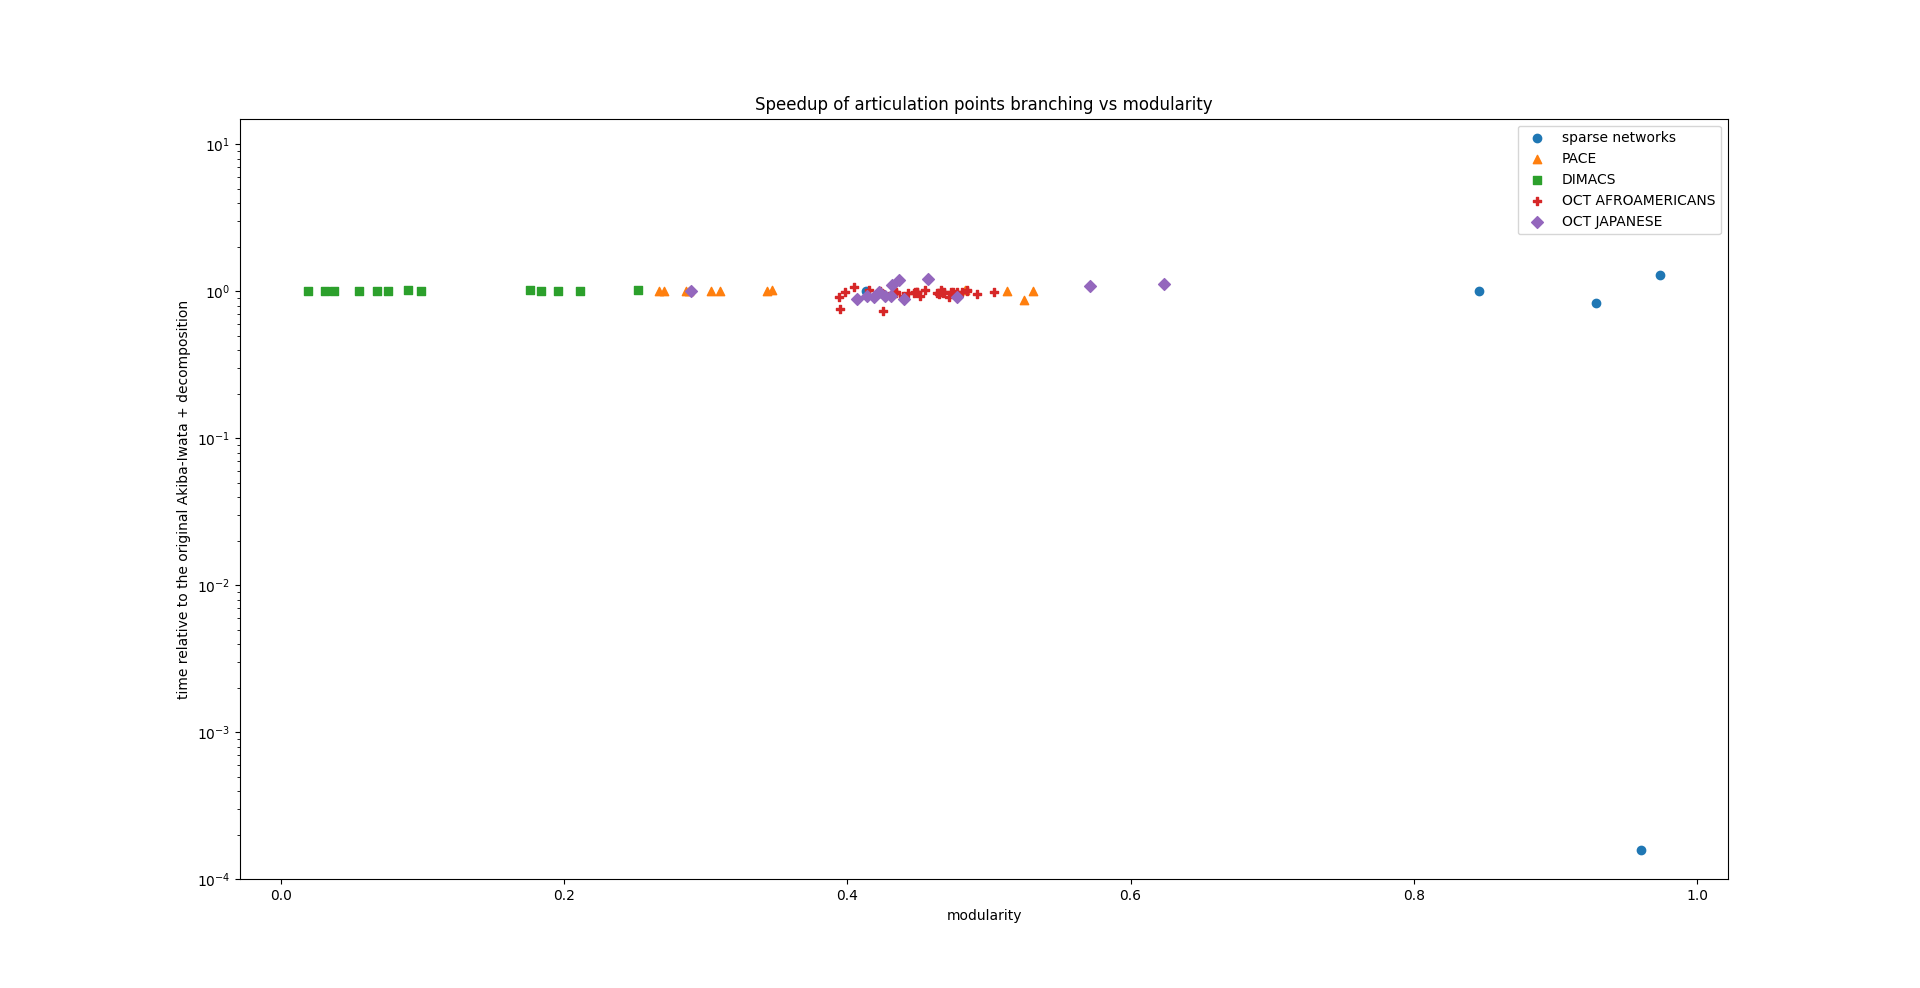 Speedup of articulation points branching vs modularity
sparse networks
PACE
DIMACS
OCT AFROAMERICANS
OCT JAPANESE
time relative to the original Akiba-Iwata + decomposition
10¹
10⁰
10⁻¹
10⁻²
10⁻³
10⁻⁴
0.0 0.2 0.4 0.6 0.8 1.0
modularity